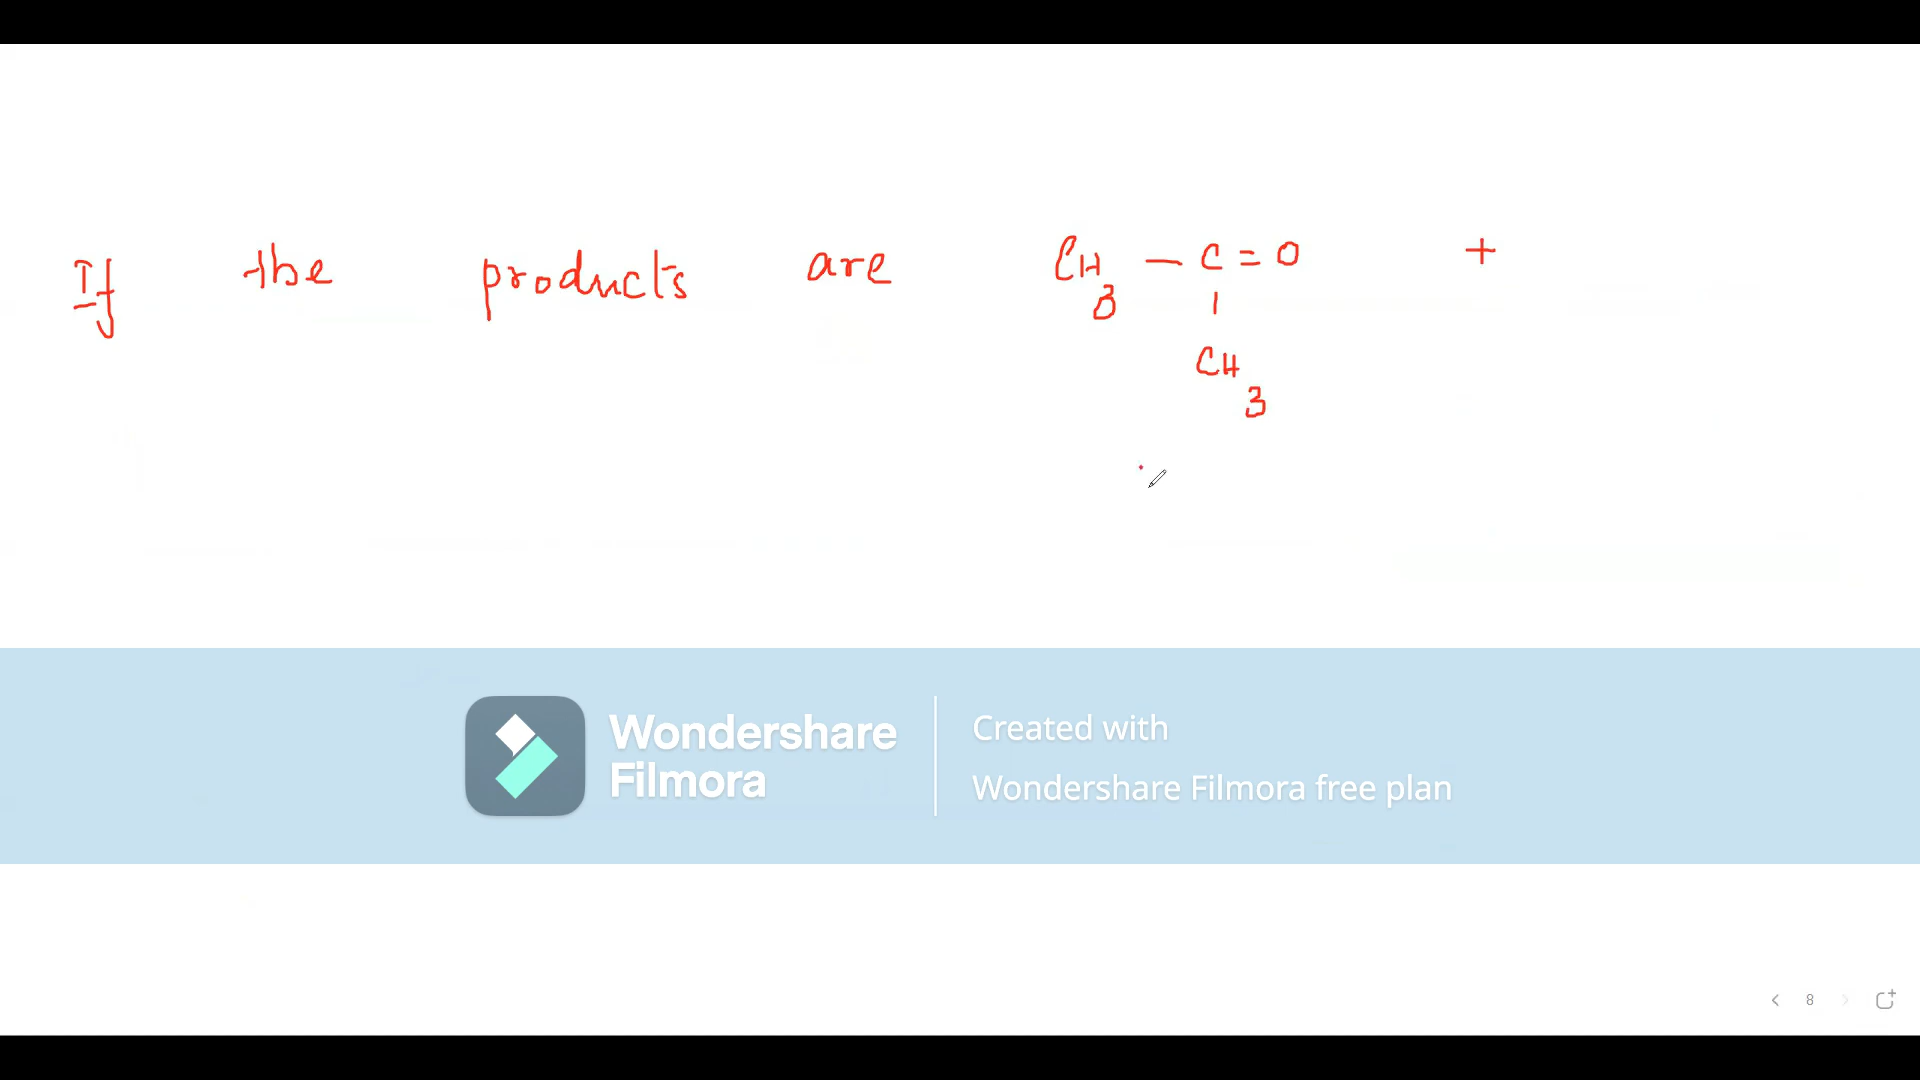 If the products are CH3 - C = O +
|
CH3
Wondershare Filmora
Created with
Wondershare Filmora free plan
8